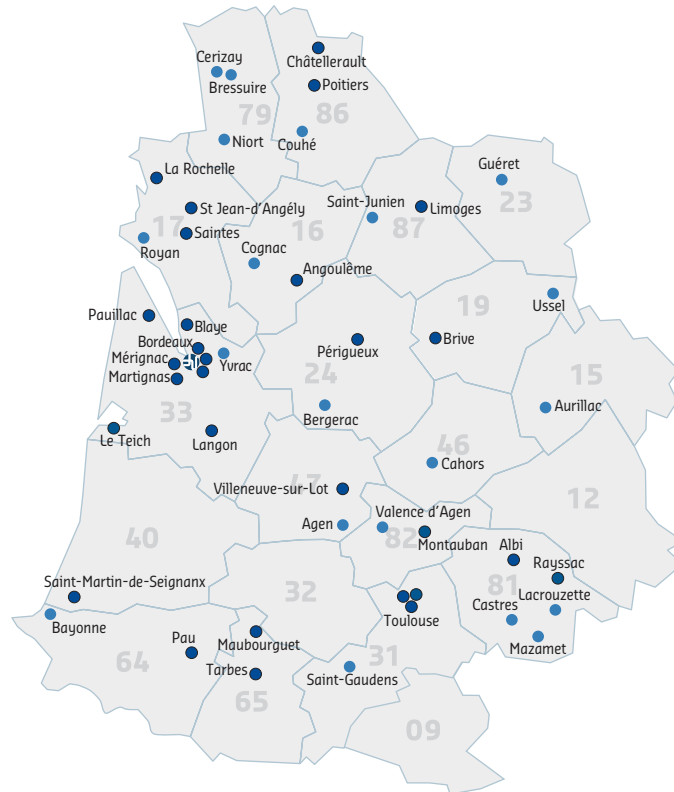 Cerizay
Châtellerault
Bressuire
Poitiers
79
86
Niort
Couhé
Guéret
La Rochelle
Saint-Junien
23
St Jean-d'Angély
Limoges
17
16
87
Saintes
Royan
Cognac
Angoulême
19
Ussel
Pauillac
Blaye
Bordeaux
Périgueux
Brive
Mérignac
Yvrac
Martignas
24
15
33
Bergerac
Aurillac
Le Teich
Langon
46
Cahors
47
Villeneuve-sur-Lot
12
Valence d'Agen
Agen
82
40
Montauban
Albi
Rayssac
Saint-Martin-de-Seignanx
32
81
Lacrouzette
Castres
Bayonne
Toulouse
Pau
Maubourguet
Mazamet
64
31
Tarbes
Saint-Gaudens
65
09